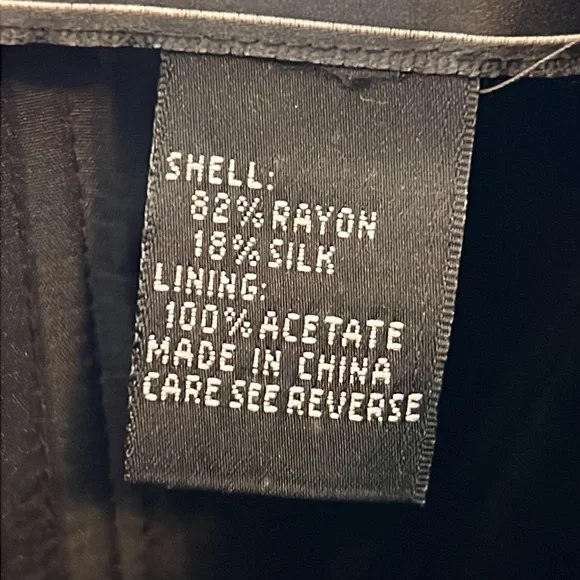 SHELL:
82% RAYON
18% SILK
LINING:
100% ACETATE
MADE IN CHINA
CARE SEE REVERSE